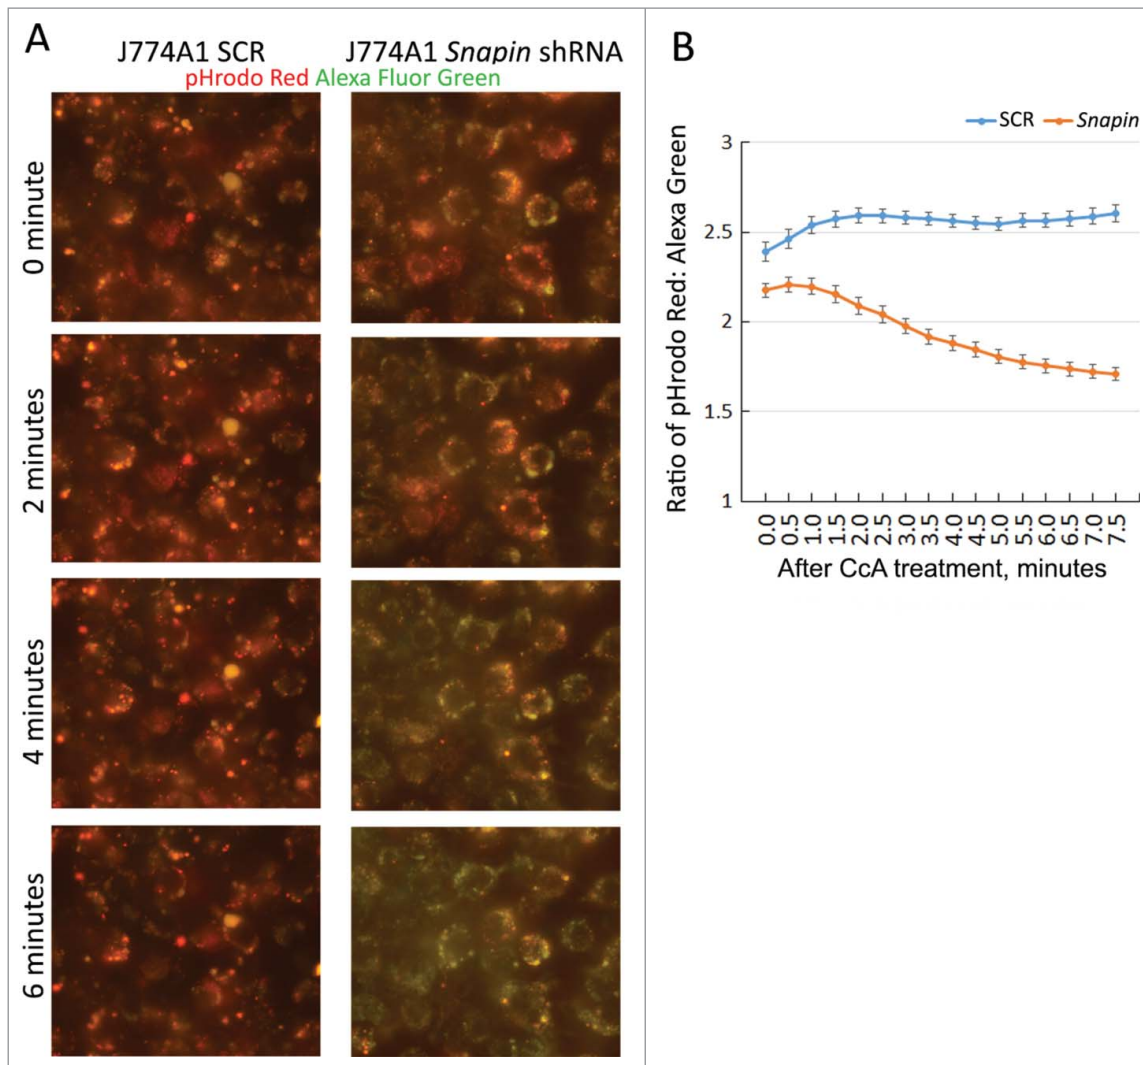 A
J774A1 SCR
J774A1 Snapin shRNA
pHrodo Red Alexa Fluor Green
0 minute
2 minutes
4 minutes
6 minutes
B
SCR
Snapin
Ratio of pHrodo Red: Alexa Green
3
2.5
2
1.5
1
0.0
0.5
1.0
1.5
2.0
2.5
3.0
3.5
4.0
4.5
5.0
5.5
6.0
6.5
7.0
7.5
After CcA treatment, minutes